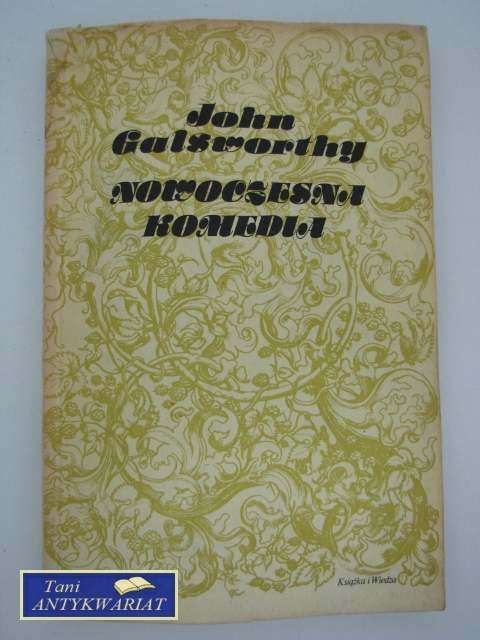 John
Galsworthy
NOWOCZESNA
KOMEDIA
Książka i Wiedza
Tani
ANTYKWARIAT